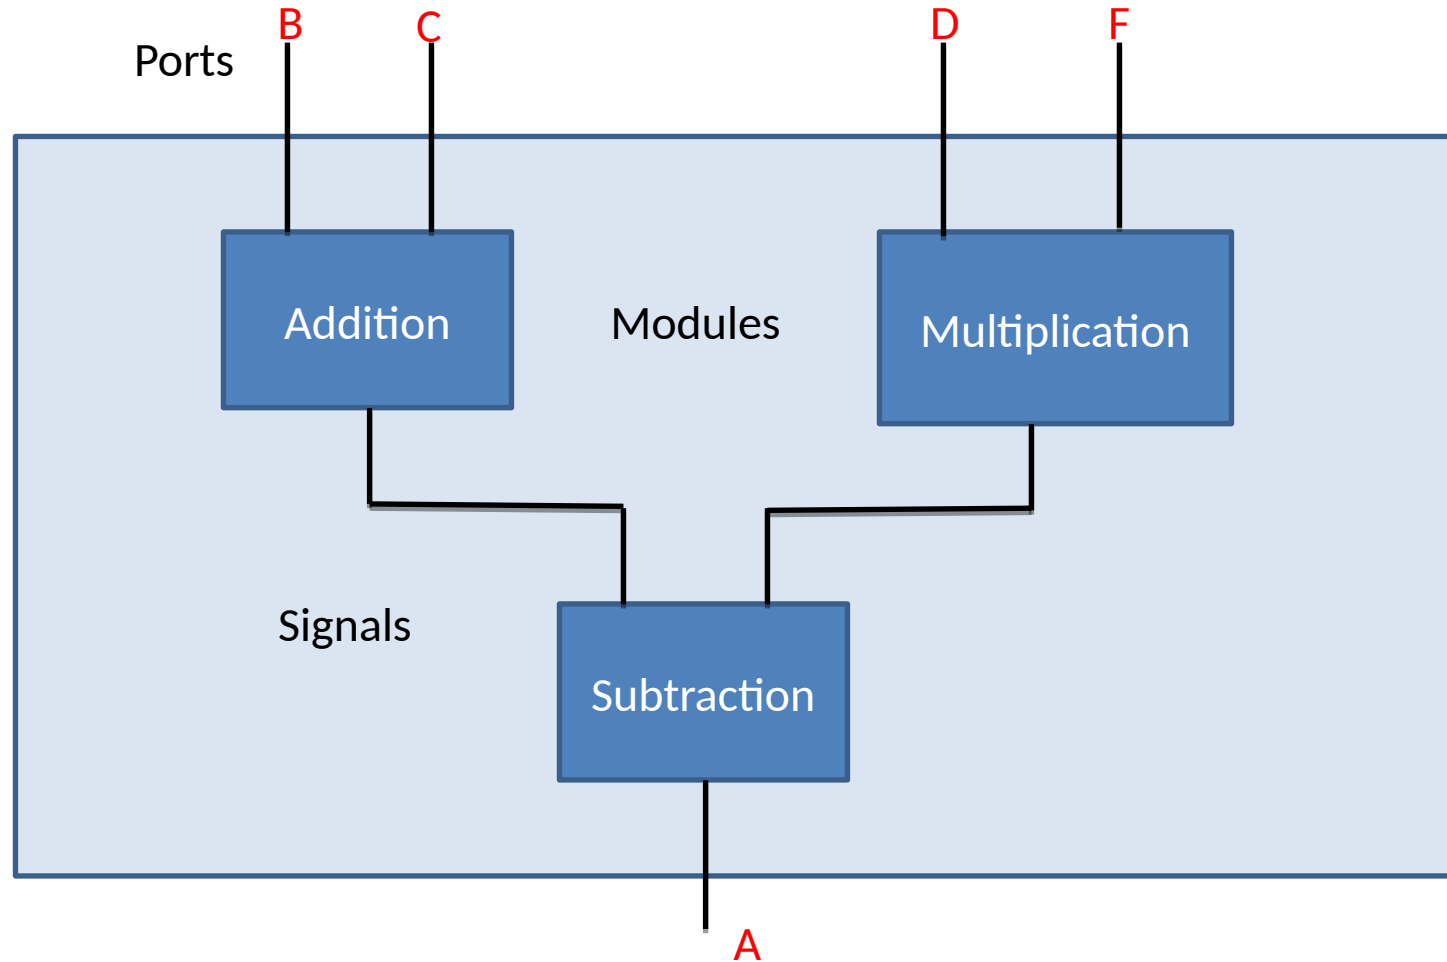 B
C
D
F
Ports
Addition
Modules
Multiplication
Signals
Subtraction
A